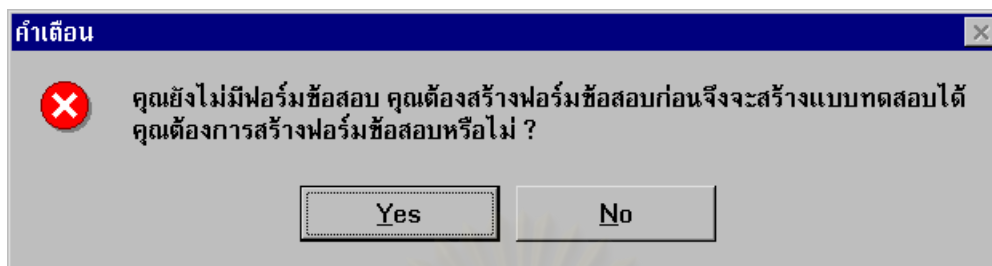 คำเตือน
คุณยังไม่มีฟอร์มข้อสอบ คุณต้องสร้างฟอร์มข้อสอบก่อนจึงจะสร้างแบบทดสอบได้
คุณต้องการสร้างฟอร์มข้อสอบหรือไม่ ?
Yes No